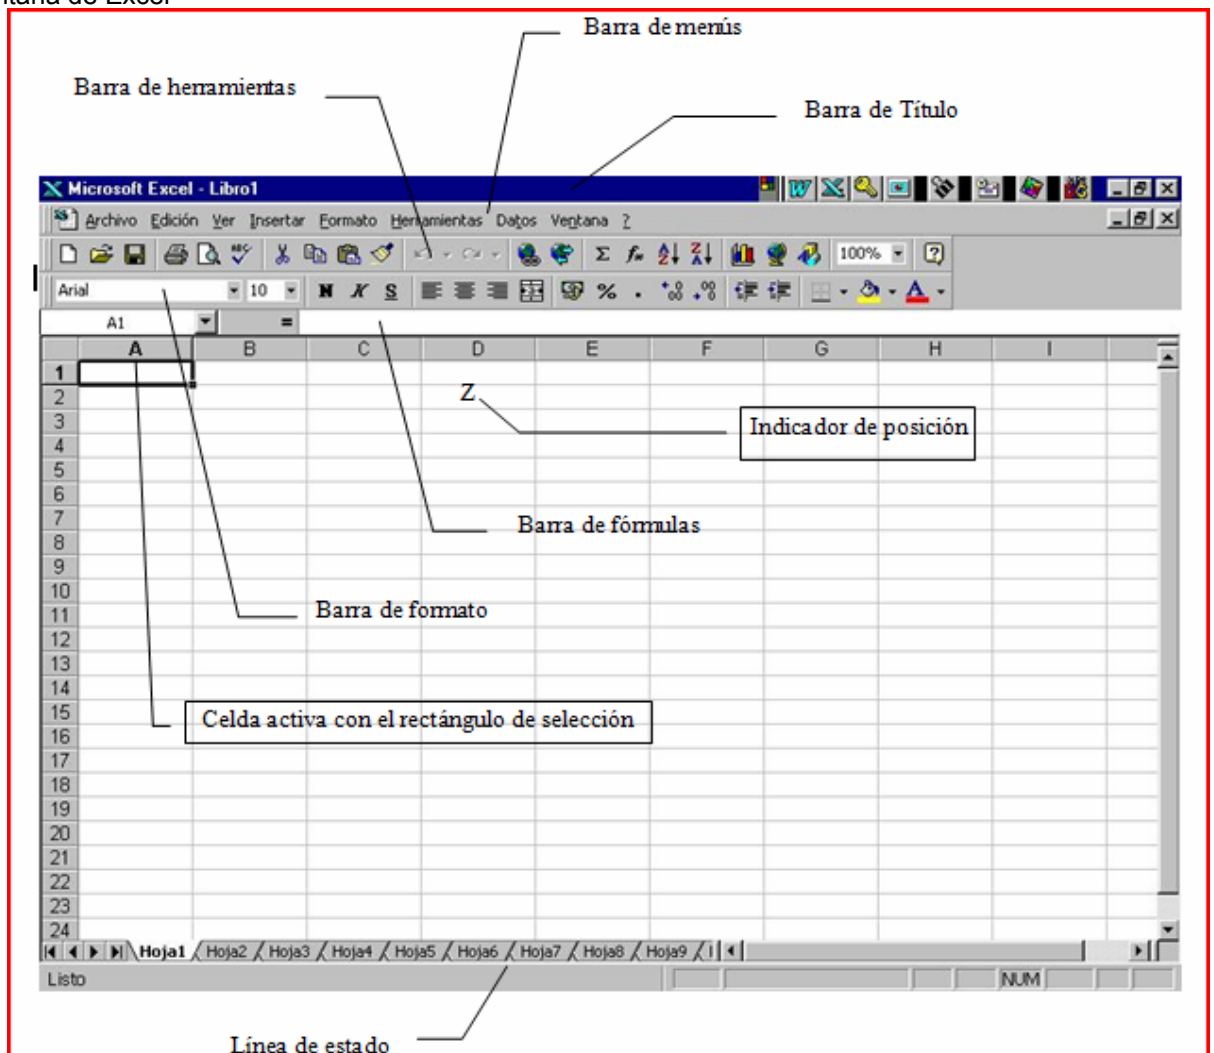 ntana de Excel
Barra de menús
Barra de herramientas
Barra de Título
Microsoft Excel - Libro1
Archivo Edición Ver Insertar Formato Herramientas Datos Ventana ?
100%
Arial 10 N K S % .
A1 =
A B C D E F G H I
1
2 Z
3 Indicador de posición
4
5
6
7 Barra de fórmulas
8
9
10
11 Barra de formato
12
13
14
15 Celda activa con el rectángulo de selección
16
17
18
19
20
21
22
23
24
Hoja1 Hoja2 Hoja3 Hoja4 Hoja5 Hoja6 Hoja7 Hoja8 Hoja9
Listo NUM
Línea de estado